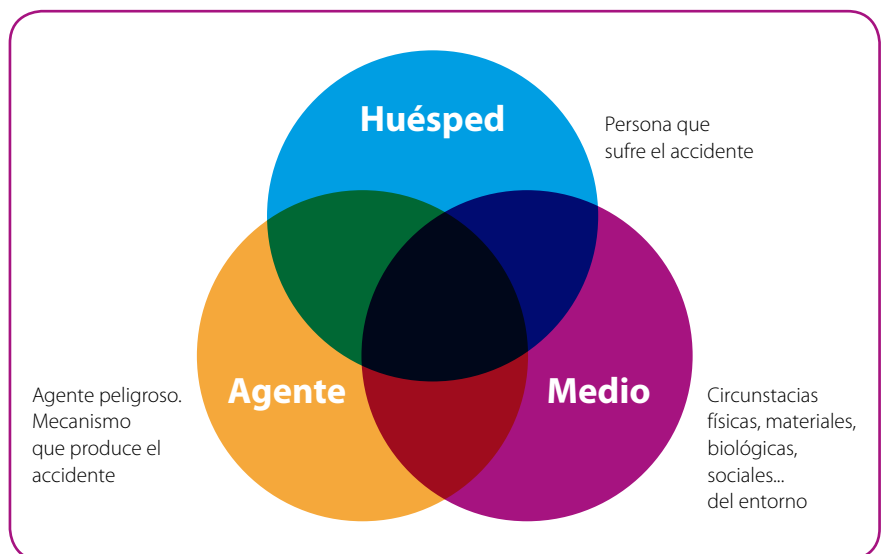 Huésped
Persona que
sufre el accidente
Agente
Medio
Agente peligroso.
Mecanismo
que produce el
accidente
Circunstacias
físicas, materiales,
biológicas,
sociales...
del entorno